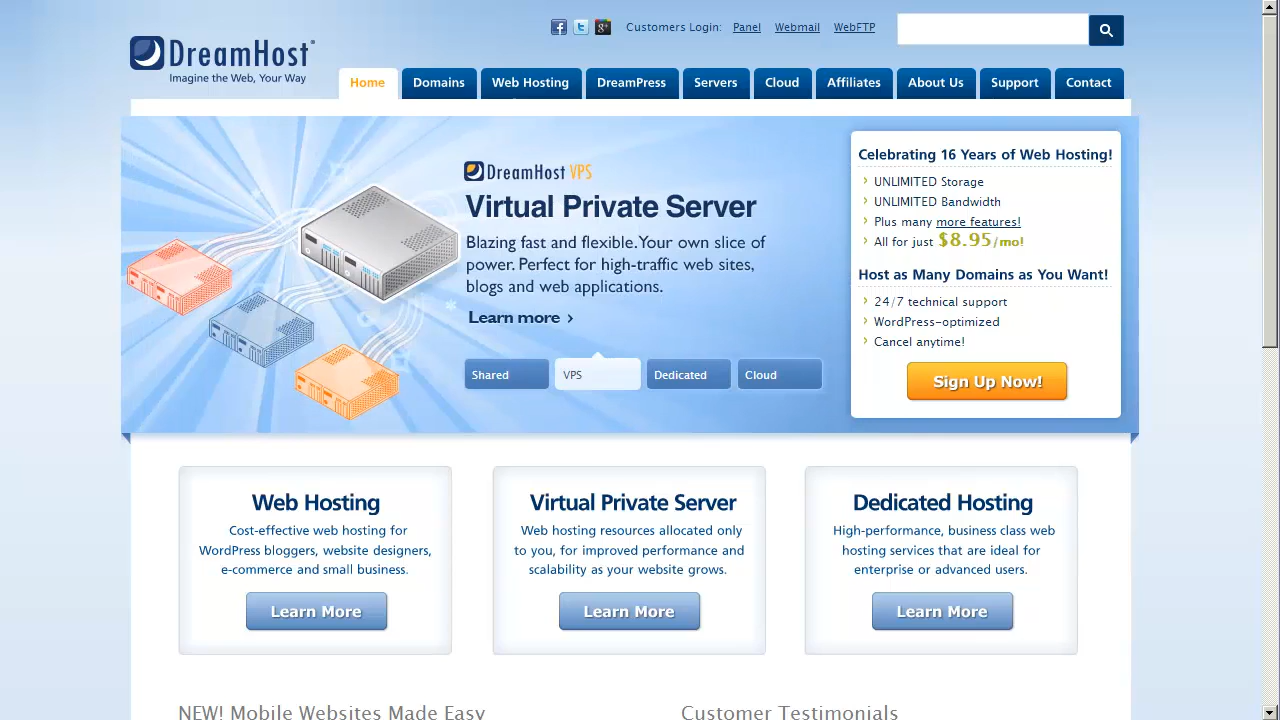 Customers Login: Panel Webmail WebFTP
DreamHost
Imagine the Web, Your Way
Home Domains Web Hosting DreamPress Servers Cloud Affiliates About Us Support Contact
DreamHost VPS
Virtual Private Server
Blazing fast and flexible. Your own slice of
power. Perfect for high-traffic web sites,
blogs and web applications.
Learn more ›
Shared VPS Dedicated Cloud
Celebrating 16 Years of Web Hosting!
UNLIMITED Storage
UNLIMITED Bandwidth
Plus many more features!
All for just $8.95/mo!
Host as Many Domains as You Want!
24/7 technical support
WordPress-optimized
Cancel anytime!
Sign Up Now!
Web Hosting
Cost-effective web hosting for
WordPress bloggers, website designers,
e-commerce and small business.
Learn More
Virtual Private Server
Web hosting resources allocated only
to you, for improved performance and
scalability as your website grows.
Learn More
Dedicated Hosting
High-performance, business class web
hosting services that are ideal for
enterprise or advanced users.
Learn More
NEW! Mobile Websites Made Easy
Customer Testimonials